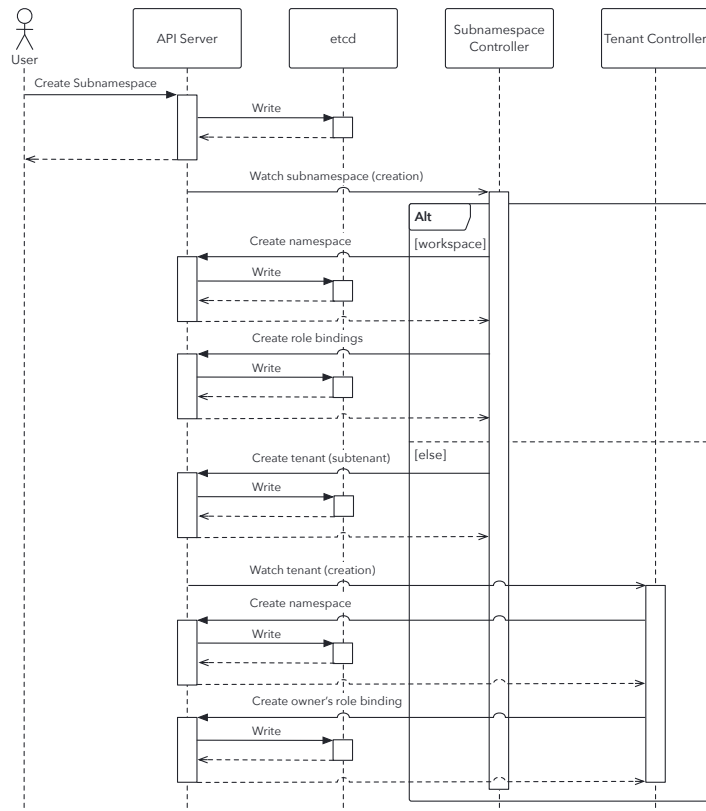 API Server
etcd
Subnamespace
Controller
Tenant Controller
User
Create Subnamespace
Write
Watch subnamespace (creation)
Alt
[workspace]
Create namespace
Write
Create role bindings
Write
[else]
Create tenant (subtenant)
Write
Watch tenant (creation)
Create namespace
Write
Create owner's role binding
Write